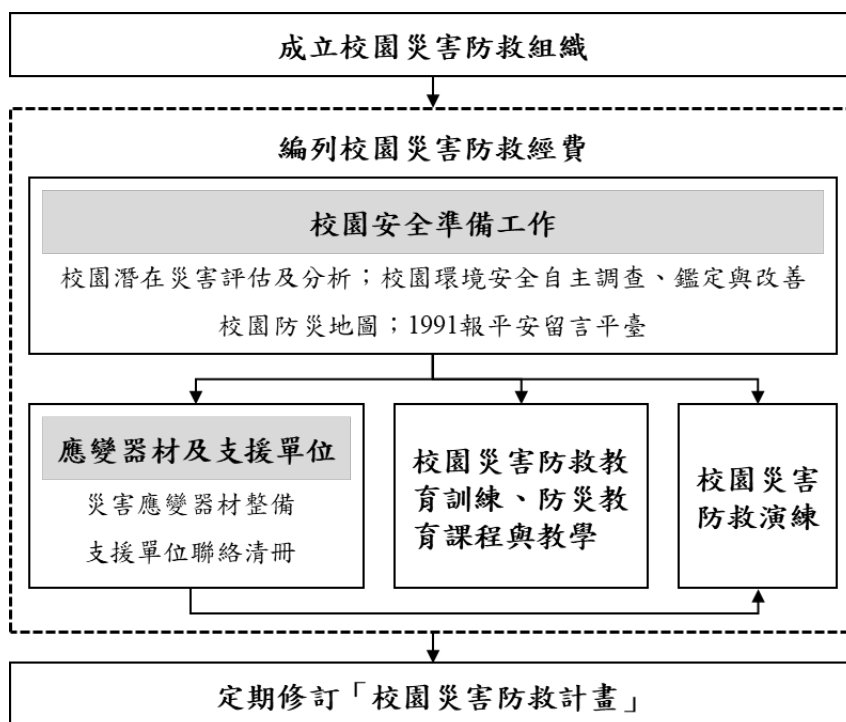 成立校園災害防救組織
編列校園災害防救經費
校園安全準備工作
校園潛在災害評估及分析；校園環境安全自主調查、鑑定與改善
校園防災地圖；1991報平安留言平臺
應變器材及支援單位
災害應變器材整備
支援單位聯絡清冊
校園災害防救教
育訓練、防災教
育課程與教學
校園災害
防救演練
定期修訂「校園災害防救計畫」